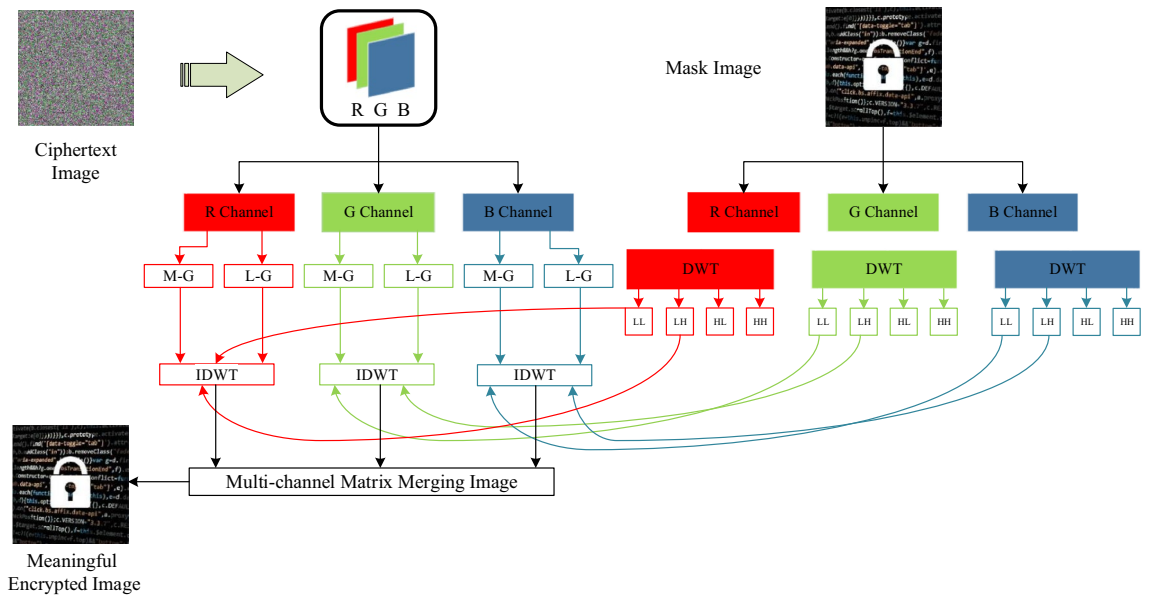 Ciphertext
Image
R G B
Mask Image
R Channel
G Channel
B Channel
R Channel
G Channel
B Channel
M-G
L-G
M-G
L-G
M-G
L-G
DWT
DWT
DWT
LL
LH
HL
HH
LL
LH
HL
HH
LL
LH
HL
HH
IDWT
IDWT
IDWT
Multi-channel Matrix Merging Image
Meaningful
Encrypted Image